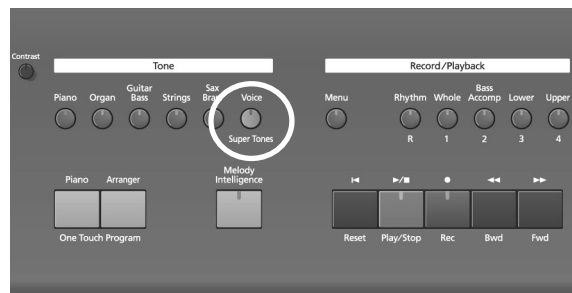 Contrast
Tone
Piano Organ Guitar Bass Strings Sax Bras Voice
Super Tones
Piano Arranger
One Touch Program
Melody
Intelligence
Record/Playback
Menu Rhythm Whole Bass Accomp Lower Upper
R 1 2 3 4
Reset Play/Stop Rec Bwd Fwd